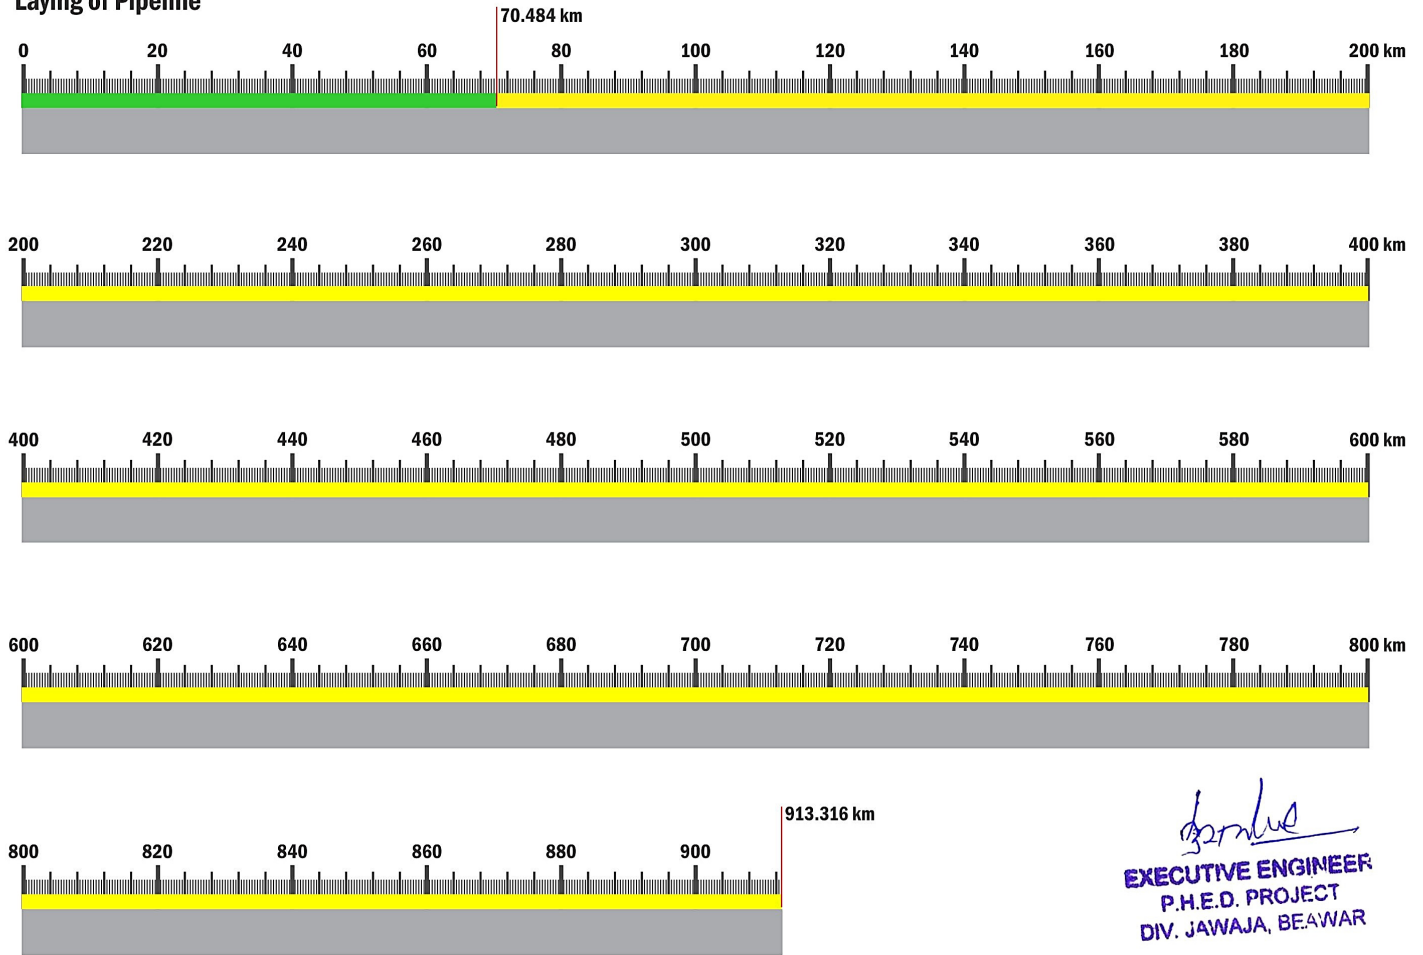 Laying of Pipeline
70.484 km
0 20 40 60 80 100 120 140 160 180 200 km
200 220 240 260 280 300 320 340 360 380 400 km
400 420 440 460 480 500 520 540 560 580 600 km
600 620 640 660 680 700 720 740 760 780 800 km
913.316 km
800 820 840 860 880 900
EXECUTIVE ENGINEER
P.H.E.D. PROJECT
DIV. JAWAJA, BEAWAR